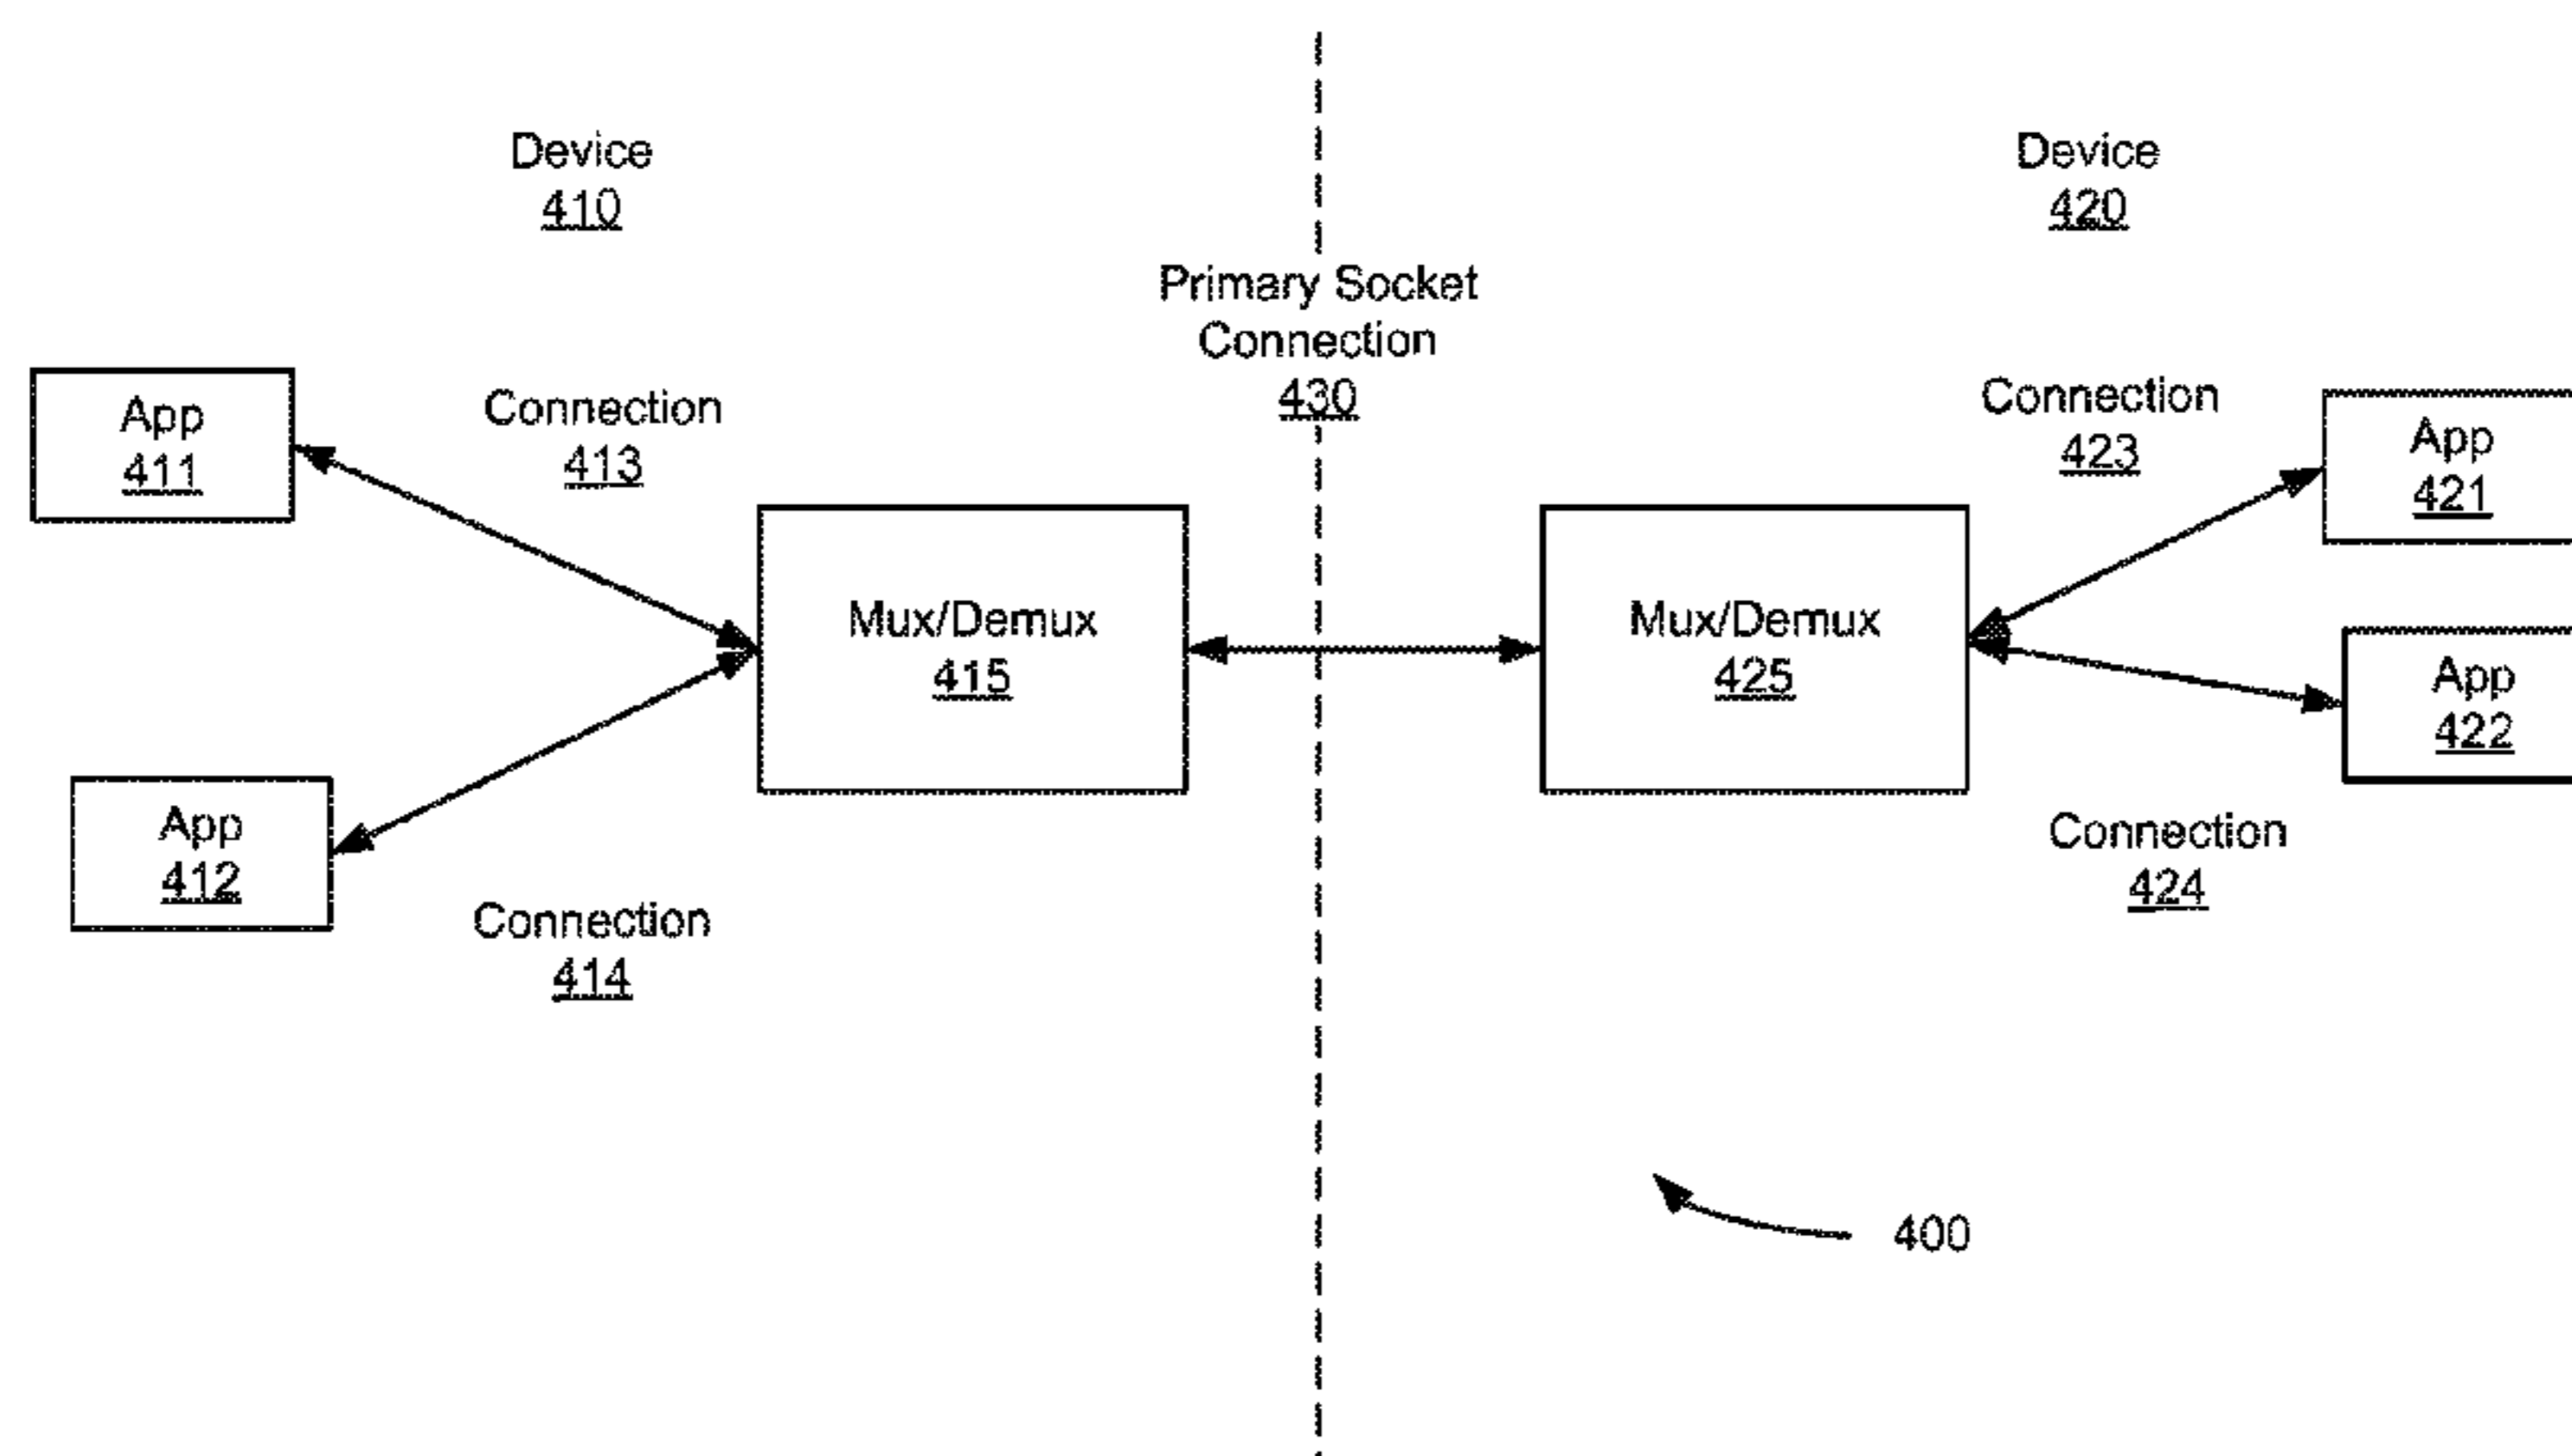 Device
410
Device
420
Primary Socket
Connection
430
App
411
Connection
413
Connection
423
App
421
Mux/Demux
415
Mux/Demux
425
App
422
App
412
Connection
414
Connection
424
400